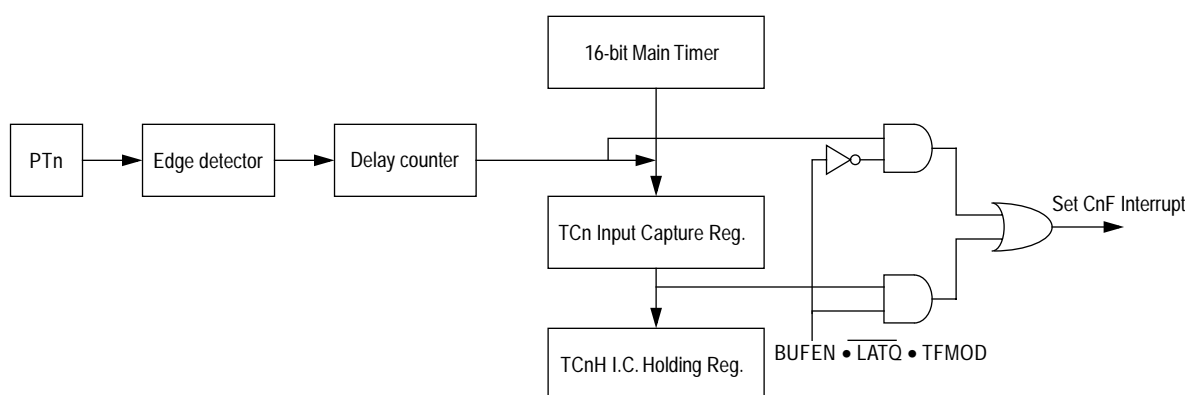 16-bit Main Timer
PTn
Edge detector
Delay counter
TCn Input Capture Reg.
Set CnF Interrupt
TCnH I.C. Holding Reg.
BUFEN • L̅A̅T̅Q̅ • TFMOD